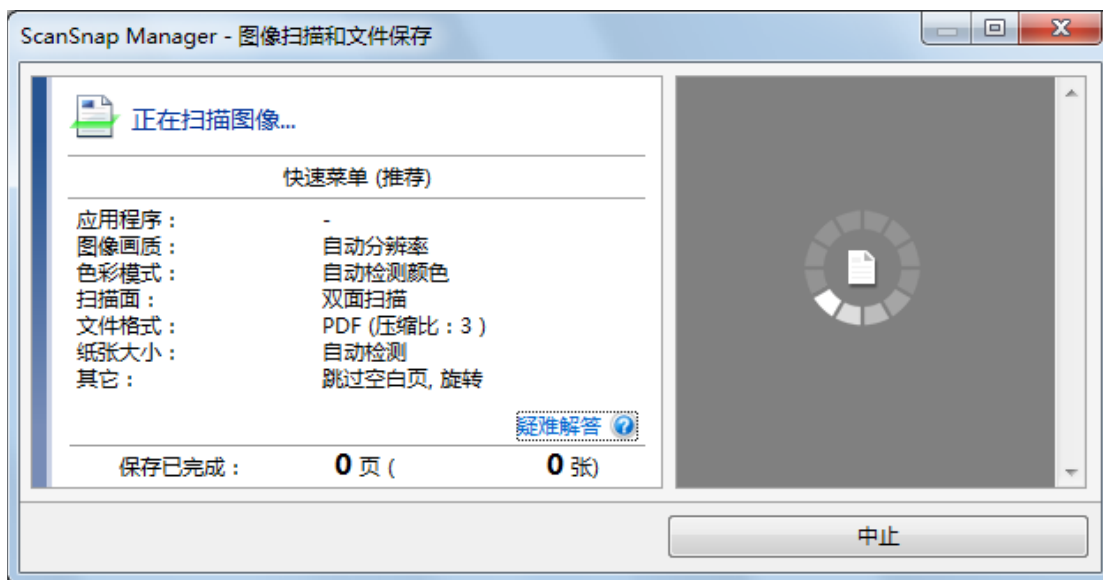 ScanSnap Manager - 图像扫描和文件保存
正在扫描图像...
快速菜单 (推荐)
应用程序： -
图像画质： 自动分辨率
色彩模式： 自动检测颜色
扫描面： 双面扫描
文件格式： PDF (压缩比：3 )
纸张大小： 自动检测
其它： 跳过空白页, 旋转
疑难解答
保存已完成： 0 页 ( 0 张)
中止